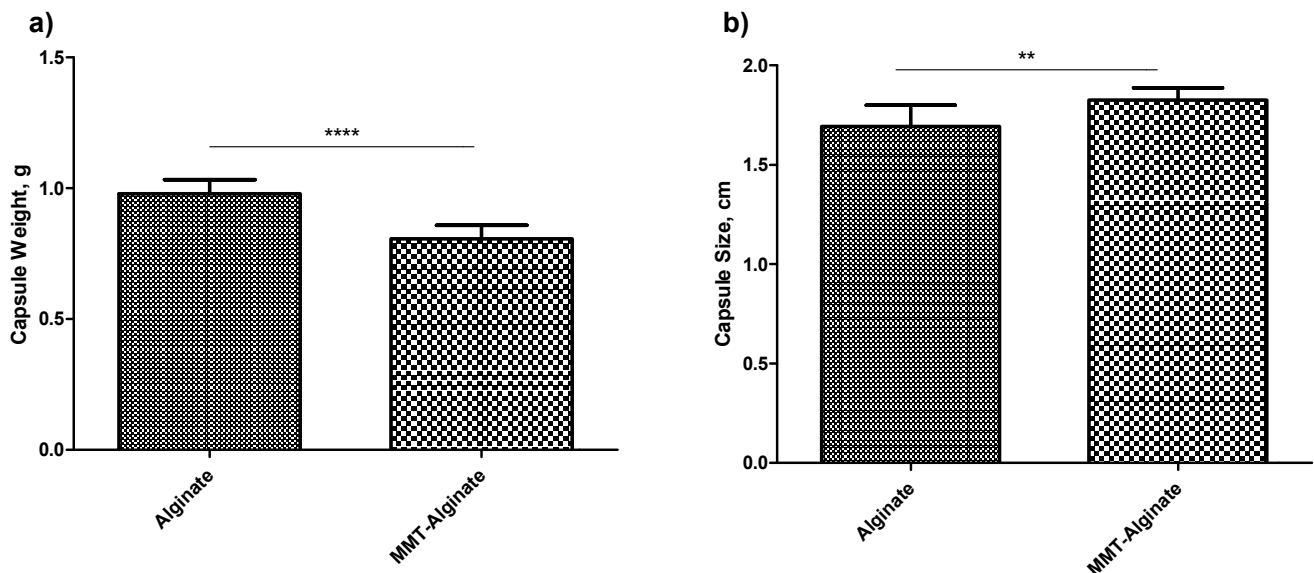 a)
Capsule Weight, g
1.5
1.0
0.5
0.0
****
Alginate
MMT-Alginate
b)
Capsule Size, cm
2.0
1.5
1.0
0.5
0.0
**
Alginate
MMT-Alginate